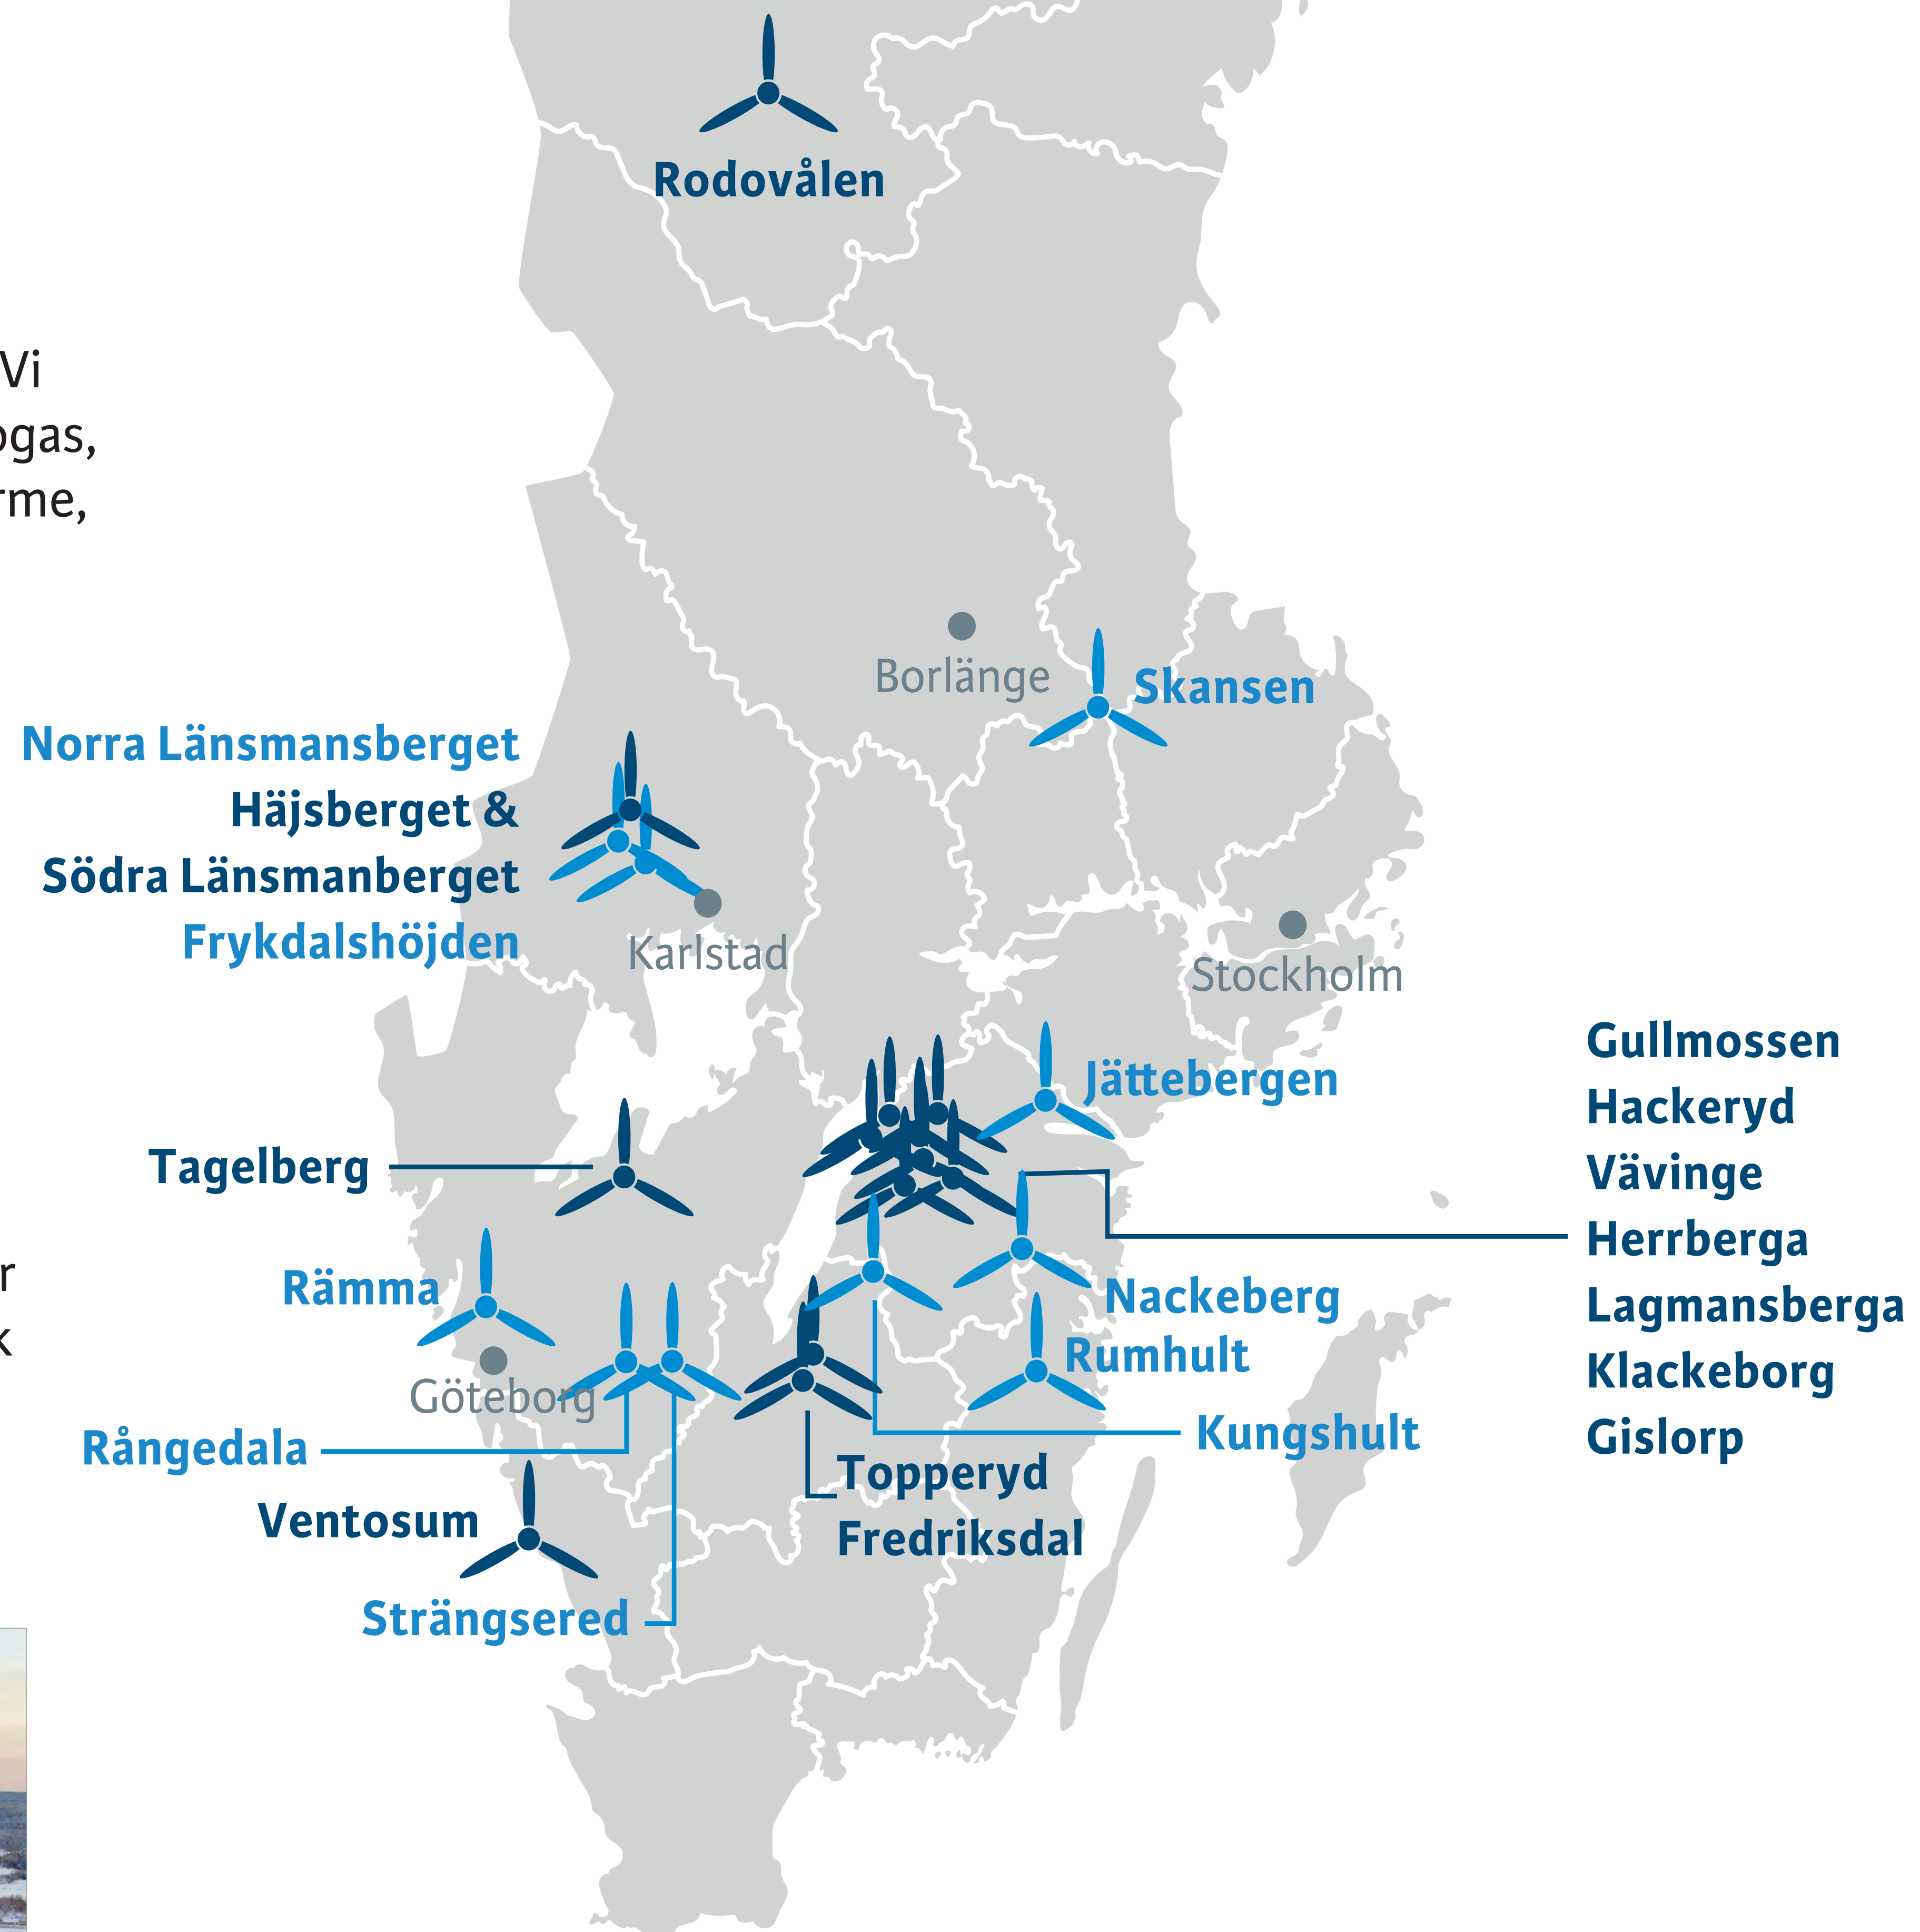 Rodovålen
Vi
ogas,
rme,
Borlänge
Skansen
Norra Länsmansberget
Häjsberget &
Södra Länsmanberget
Frykdalshöjden
Karlstad
Stockholm
Gullmossen
Hackeryd
Vävinge
Herrberga
Lagmansberga
Klackeborg
Gislorp
Jättebergen
Tagelberg
r
k
Rämma
Nackeberg
Rumhult
Göteborg
Kungshult
Rångedala
Topperyd
Fredriksdal
Ventosum
Strängsered